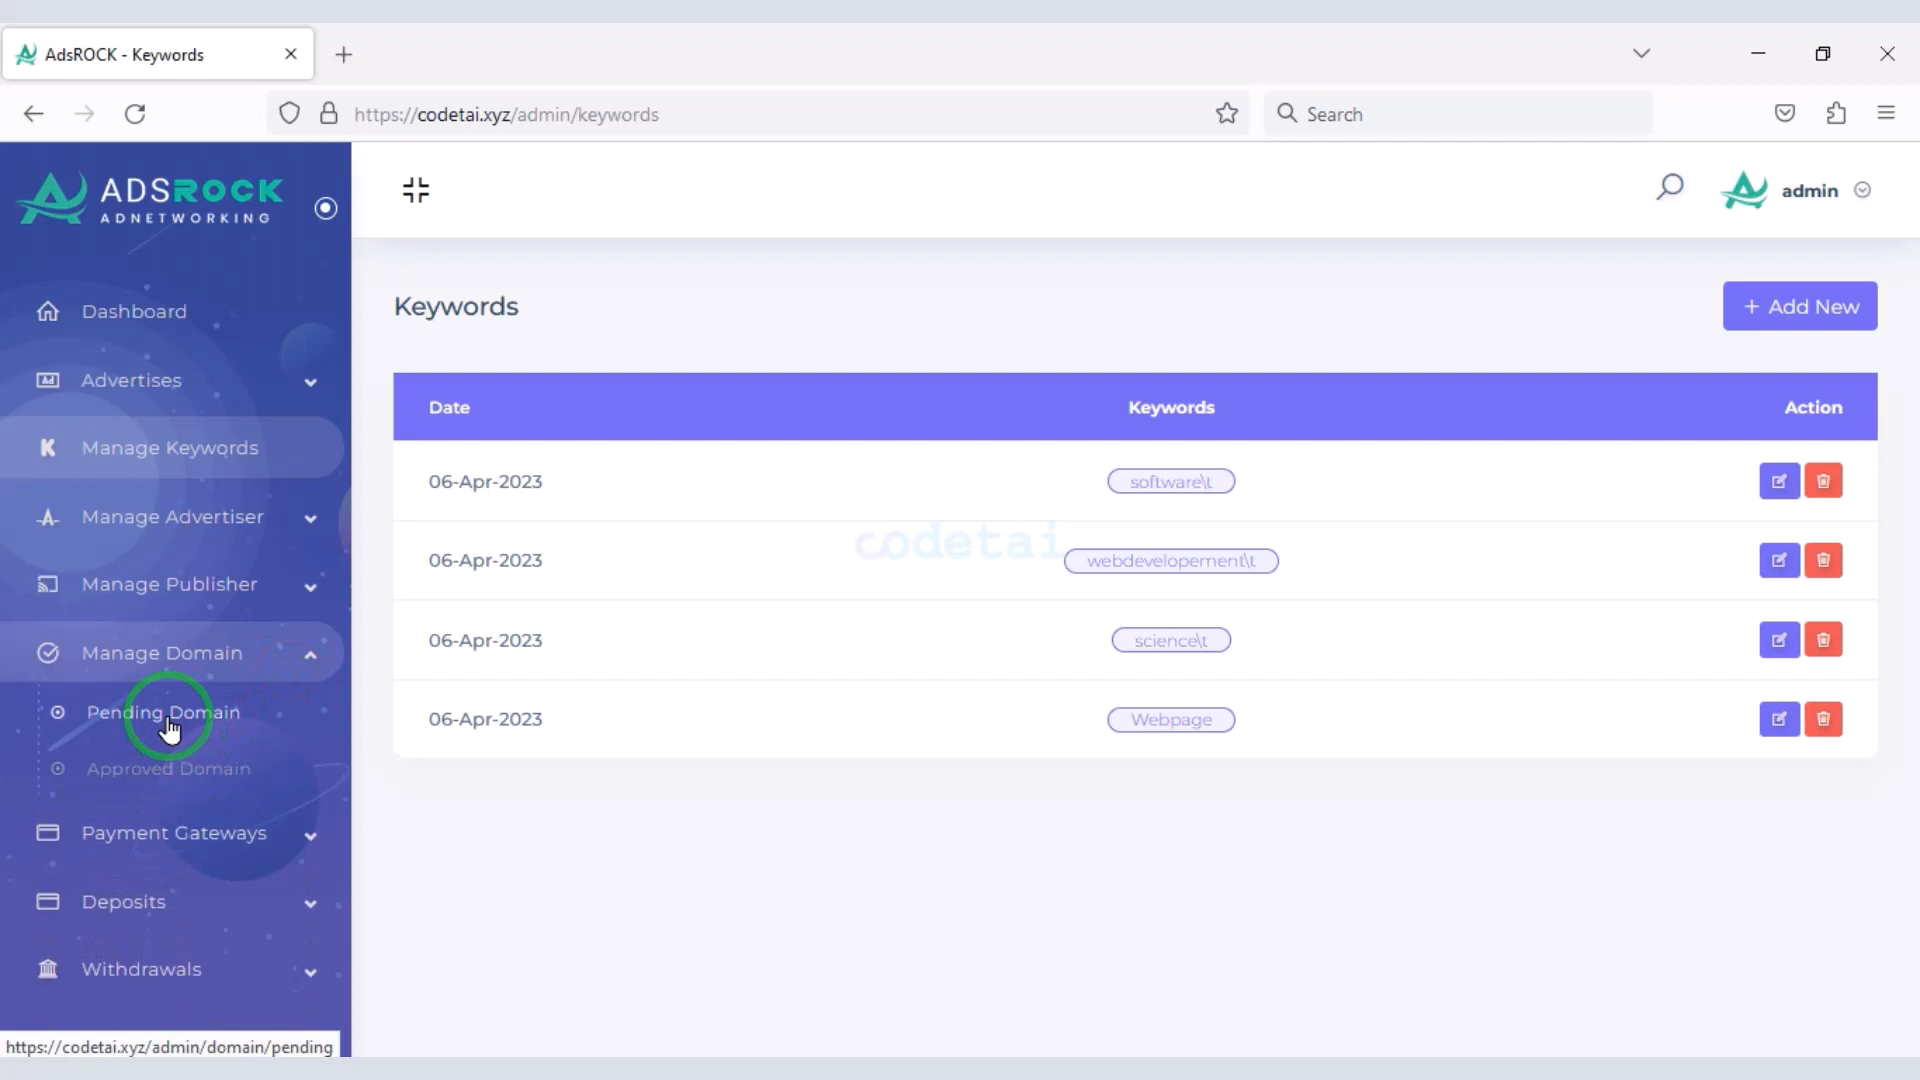 AdsROCK - Keywords
https://codetai.xyz/admin/keywords
Search
ADSROCK
ADNETWORKING
admin
Dashboard
Advertises
Manage Keywords
Manage Advertiser
Manage Publisher
Manage Domain
Pending Domain
Approved Domain
Payment Gateways
Deposits
Withdrawals
https://codetai.xyz/admin/domain/pending
Keywords
+ Add New
Date Keywords Action
06-Apr-2023 software\t
06-Apr-2023 webdevelopement\t
06-Apr-2023 science\t
06-Apr-2023 Webpage
codetai